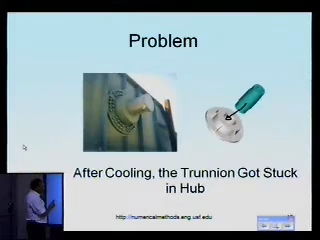 Problem
After Cooling, the Trunnion Got Stuck
in Hub
http://numericalmethods.eng.usf.edu